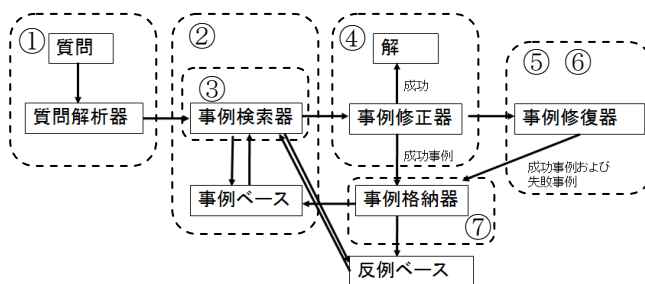 ① 質問
② 
④ 解
⑤ ⑥
③
成功
質問解析器
事例検索器
事例修正器
事例修復器
成功事例
成功事例および
失敗事例
事例ベース
事例格納器
⑦
反例ベース